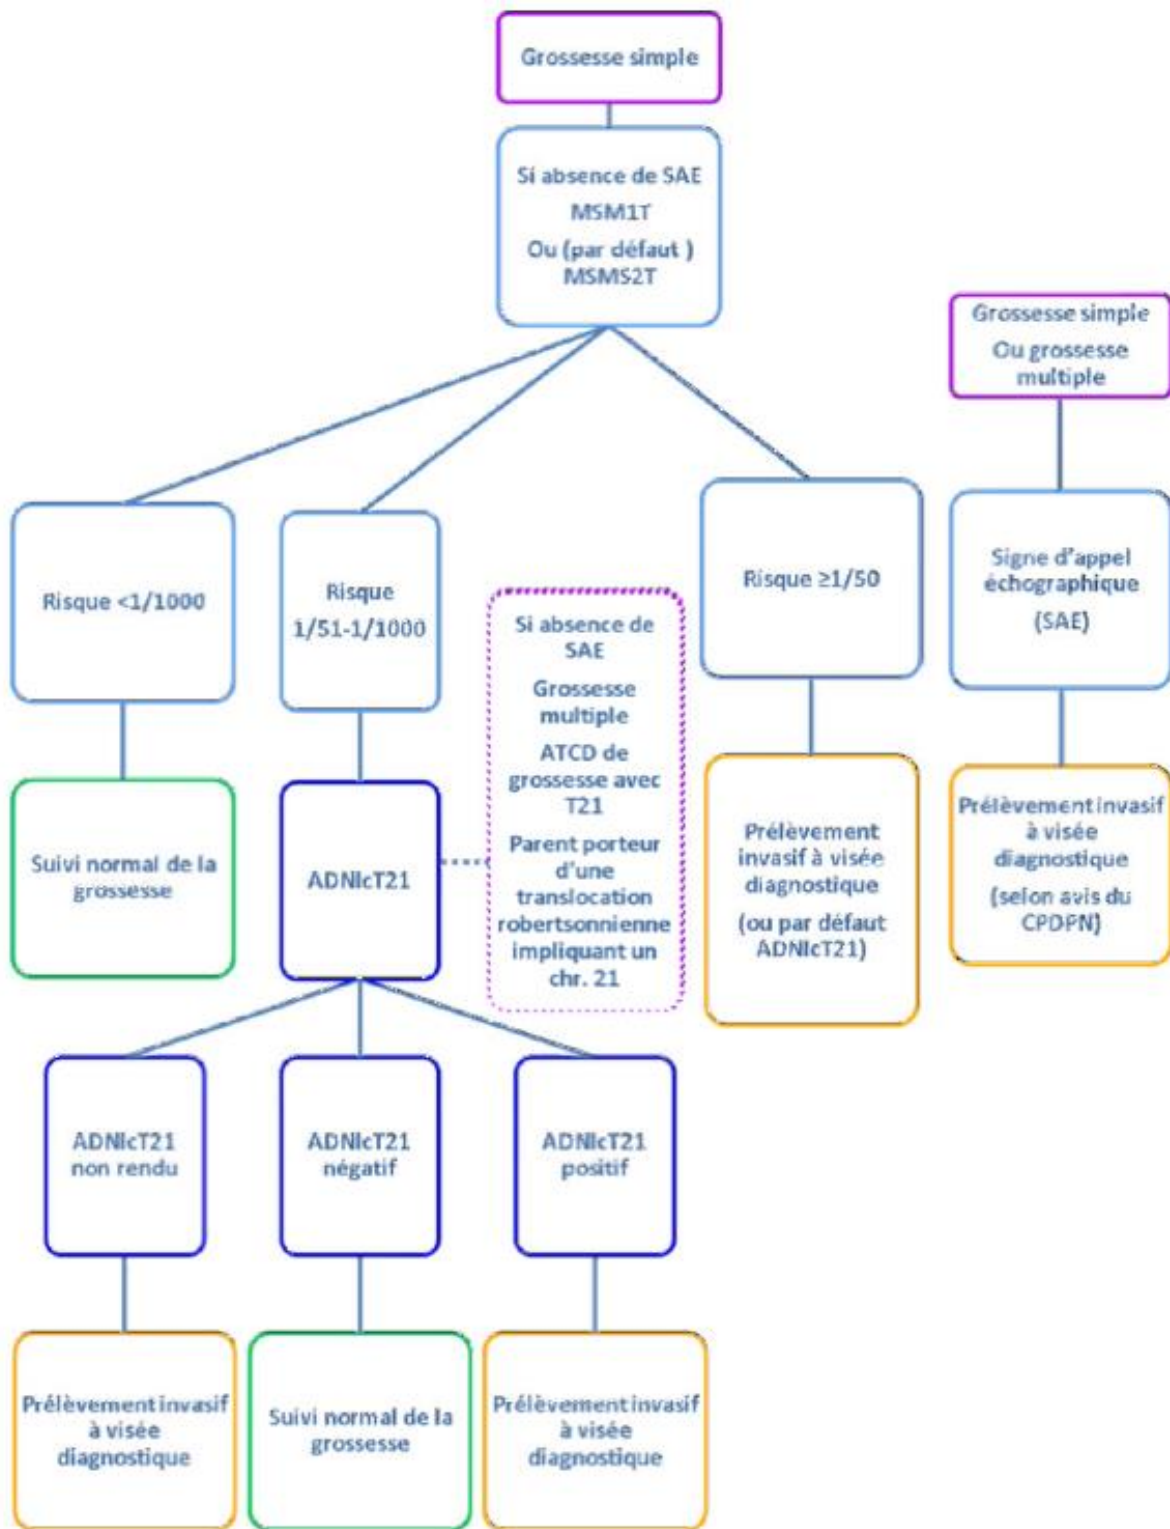 Grossesse simple
Si absence de SAE
MSM1T
Ou (par défaut )
MSMS2T
Grossesse simple
Ou grossesse
multiple
Risque <1/1000
Risque
1/51-1/1000
Si absence de
SAE
Grossesse
multiple
ATCD de
grossesse avec
T21
Parent porteur
d'une
translocation
robertsonnienne
impliquant un
chr. 21
Risque ≥1/50
Signe d'appel
échographique
(SAE)
Suivi normal de la
grossesse
ADNlcT21
Prélèvement
invasif à visée
diagnostique
(ou par défaut
ADNlcT21)
Prélèvement invasif
à visée
diagnostique
(selon avis du
CPDPN)
ADNlcT21
non rendu
ADNlcT21
négatif
ADNlcT21
positif
Prélèvement invasif
à visée
diagnostique
Suivi normal de la
grossesse
Prélèvement invasif
à visée
diagnostique